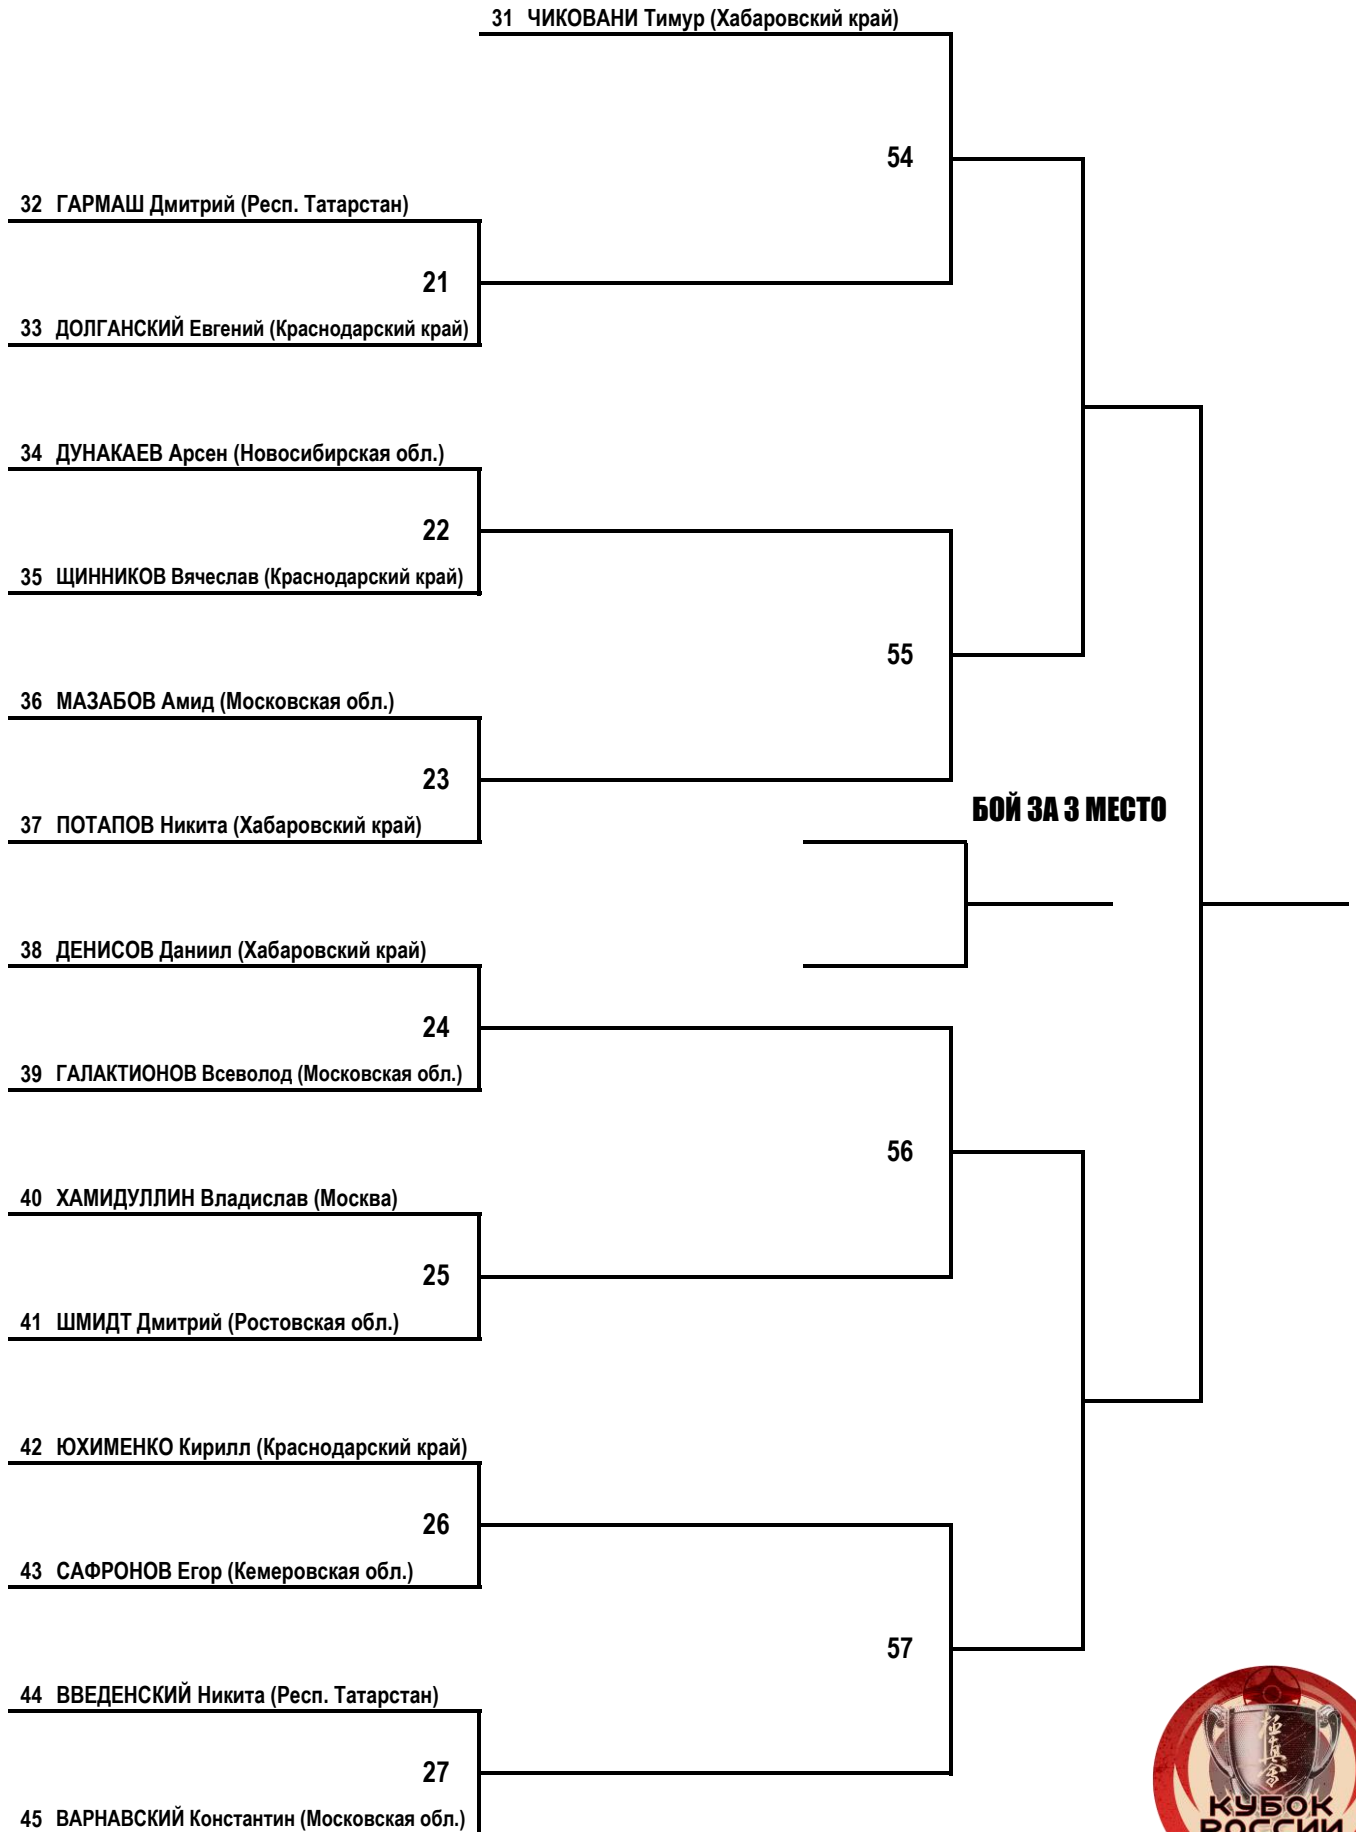 31 ЧИКОВАНИ Тимур (Хабаровский край)
54
32 ГАРМАШ Дмитрий (Респ. Татарстан)
21
33 ДОЛГАНСКИЙ Евгений (Краснодарский край)
34 ДУНАКАЕВ Арсен (Новосибирская обл.)
22
35 ЩИННИКОВ Вячеслав (Краснодарский край)
55
36 МАЗАБОВ Амид (Московская обл.)
23
БОЙ ЗА 3 МЕСТО
37 ПОТАПОВ Никита (Хабаровский край)
38 ДЕНИСОВ Даниил (Хабаровский край)
24
39 ГАЛАКТИОНОВ Всеволод (Московская обл.)
56
40 ХАМИДУЛЛИН Владислав (Москва)
25
41 ШМИДТ Дмитрий (Ростовская обл.)
42 ЮХИМЕНКО Кирилл (Краснодарский край)
26
43 САФРОНОВ Егор (Кемеровская обл.)
57
44 ВВЕДЕНСКИЙ Никита (Респ. Татарстан)
27
45 ВАРНАВСКИЙ Константин (Московская обл.)
極真会
КУБОК
РОССИИ